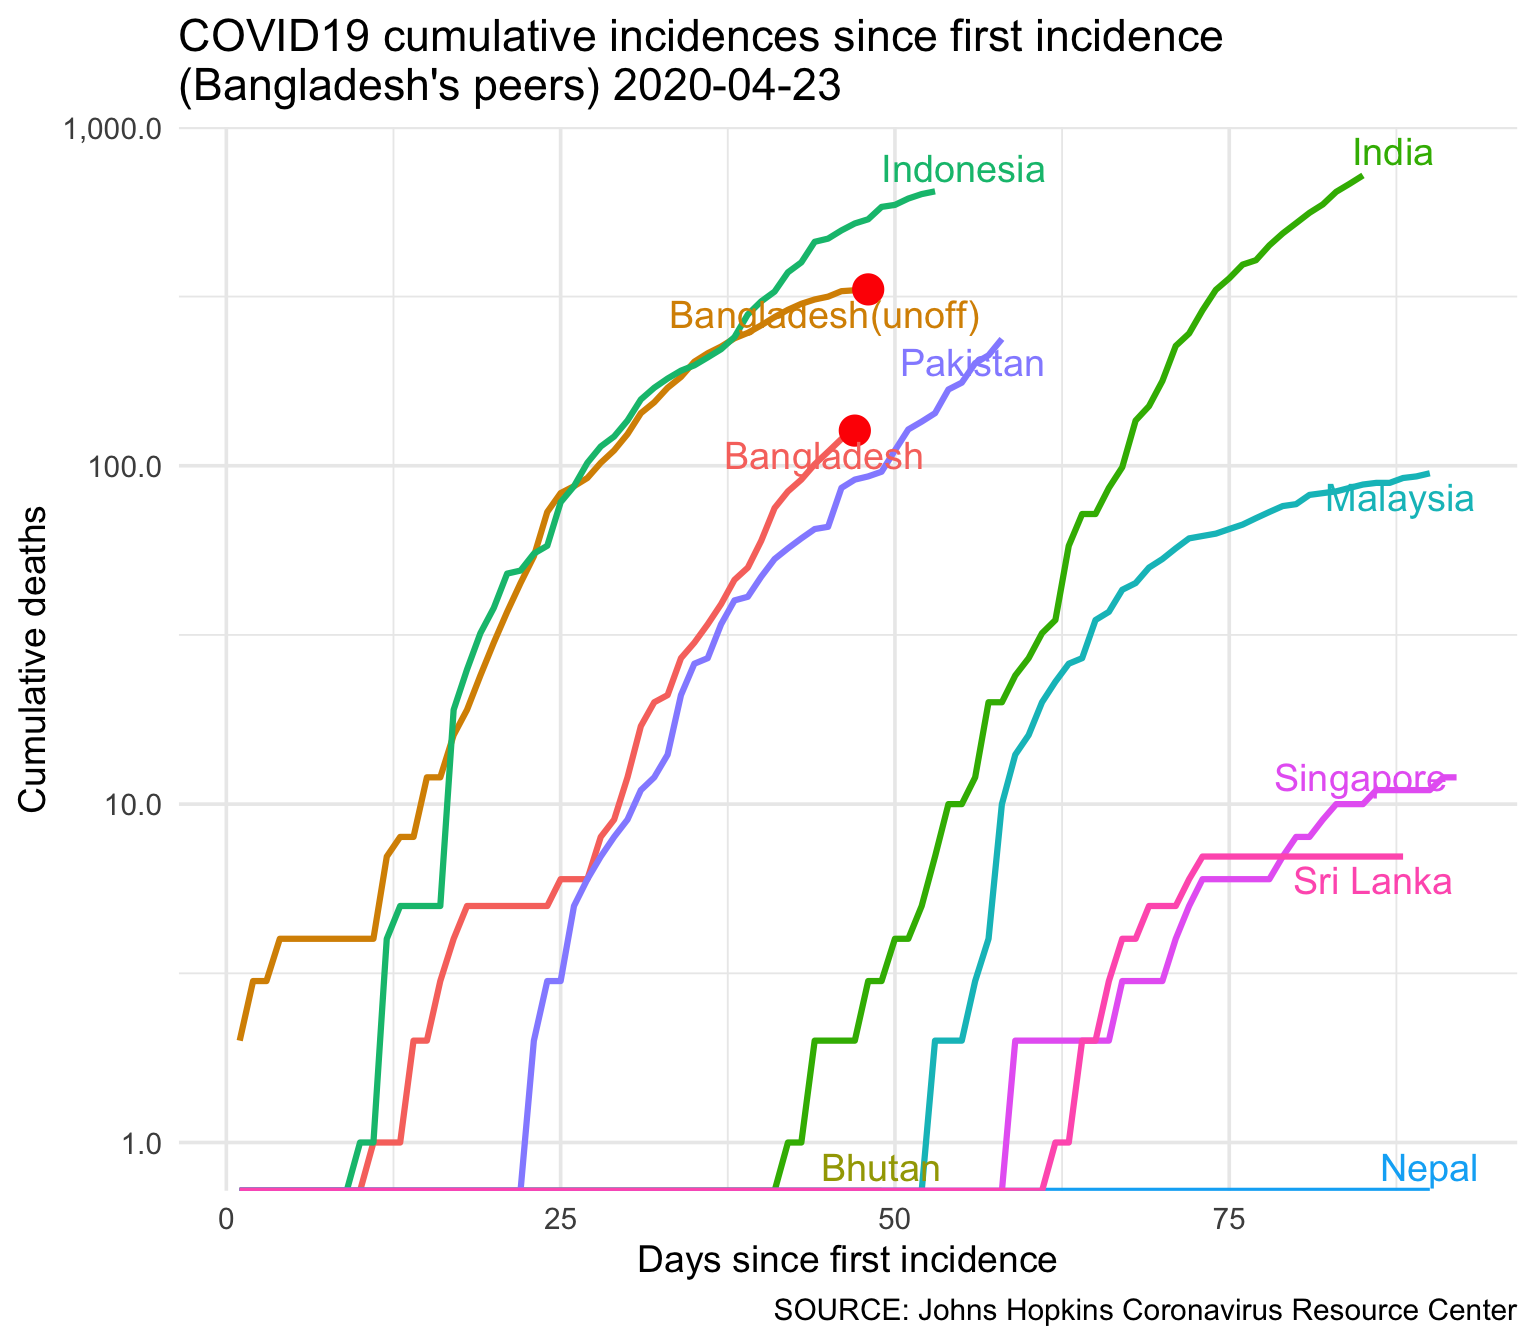 COVID19 cumulative incidences since first incidence
(Bangladesh's peers) 2020-04-23
1,000.0
India
Indonesia
Bangladesh(unoff)
Pakistan
Bangladesh
100.0
Malaysia
Cumulative deaths
Singapore
10.0
Sri Lanka
1.0
Bhutan
Nepal
0
25
50
75
Days since first incidence
SOURCE: Johns Hopkins Coronavirus Resource Center